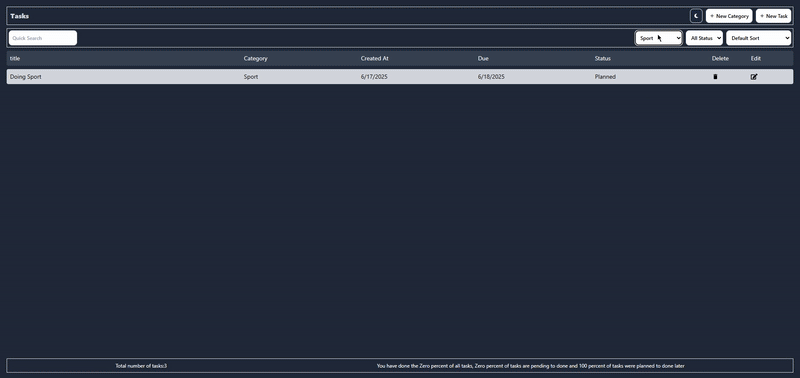 Tasks
+ New Category
+ New Task
Quick Search
Sport
All Status
Default Sort
title Category Created At Due Status Delete Edit
Doing Sport Sport 6/17/2025 6/18/2025 Planned
Total number of tasks:3
You have done the Zero percent of all tasks, Zero percent of tasks are pending to done and 100 percent of tasks were planned to done later